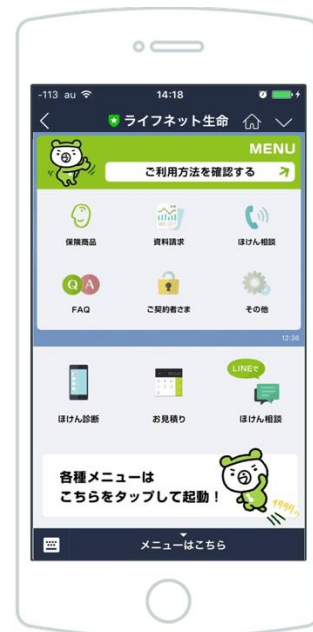 -113 au 14:18
ライフネット生命
MENU
ご利用方法を確認する
保険商品
資料請求
ほけん相談
Q A
FAQ
ご契約者さま
その他
12:36
LINEで
ほけん診断
お見積り
ほけん相談
各種メニューは
こちらをタップして起動!
メニューはこちら